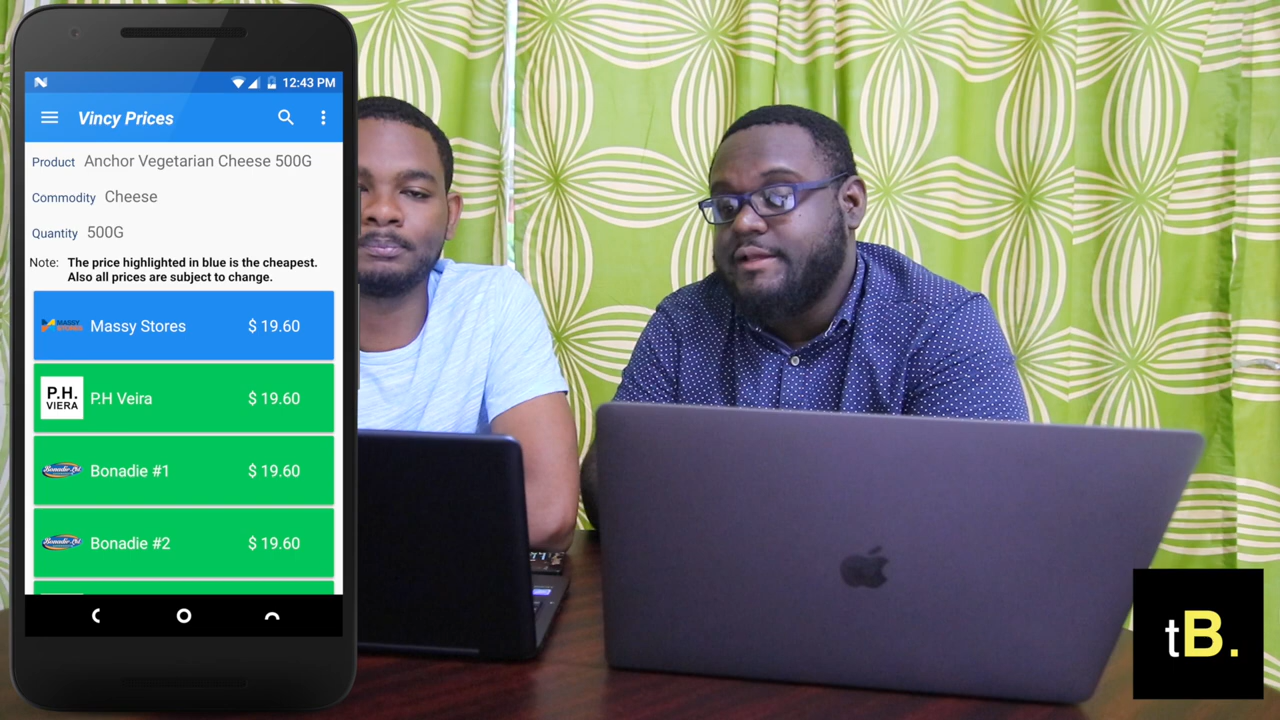 12:43 PM
Vincy Prices
Product Anchor Vegetarian Cheese 500G
Commodity Cheese
Quantity 500G
Note: The price highlighted in blue is the cheapest.
Also all prices are subject to change.
MASSY STORES Massy Stores $ 19.60
P.H. VIERA P.H Veira $ 19.60
Bonadie #1 $ 19.60
Bonadie #2 $ 19.60
tB.